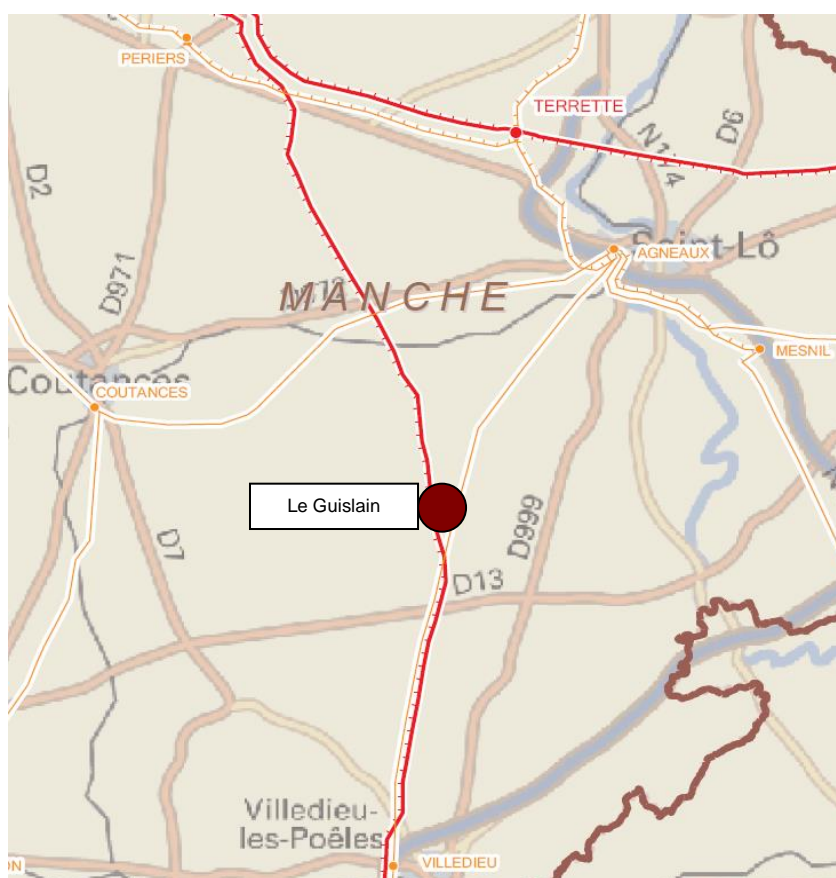 PERIERS
TERRETTE
D6
N174
D2
Saint-Lô
AGNEAUX
D971
MANCHE
MESNIL
Coutances
COUTANCES
Le Guislain
D999
D7
D13
Villedieu-
les-Poêles
VILLEDIEU
ON